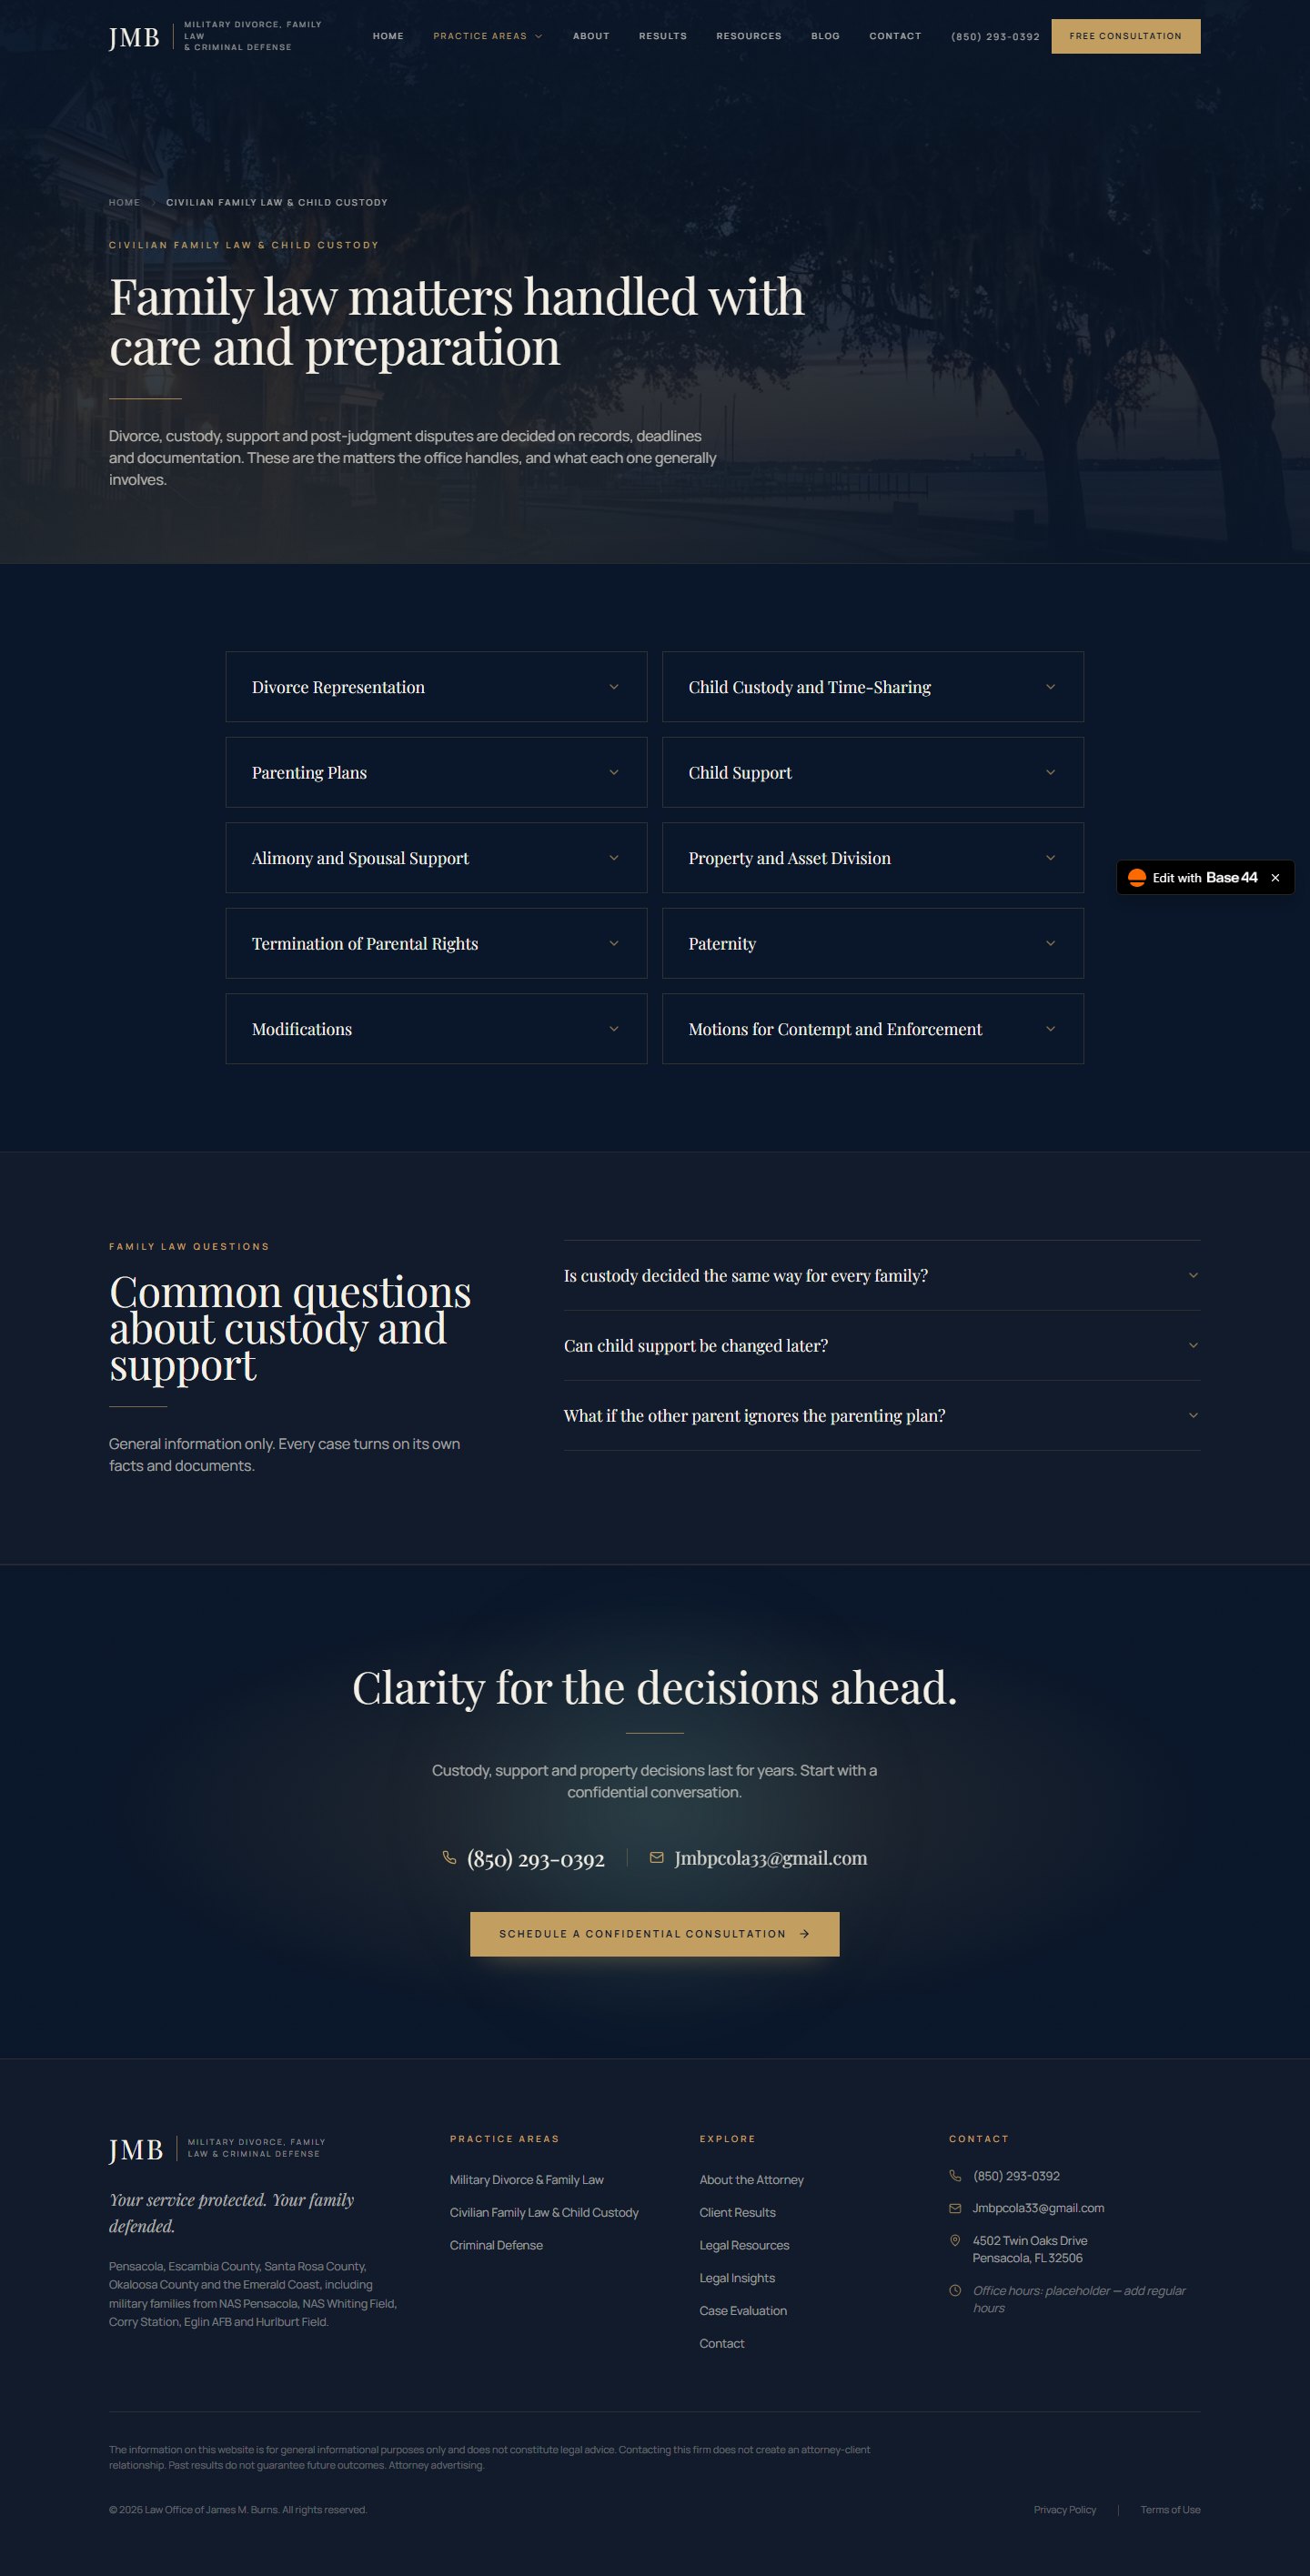 JMB
MILITARY DIVORCE, FAMILY
LAW
& CRIMINAL DEFENSE
HOME
PRACTICE AREAS
ABOUT
RESULTS
RESOURCES
BLOG
CONTACT
(850) 293-0392
FREE CONSULTATION
HOME
CIVILIAN FAMILY LAW & CHILD CUSTODY
CIVILIAN FAMILY LAW & CHILD CUSTODY
Family law matters handled with
care and preparation
Divorce, custody, support and post-judgment disputes are decided on records, deadlines
and documentation. These are the matters the office handles, and what each one generally
involves.
Divorce Representation
Child Custody and Time-Sharing
Parenting Plans
Child Support
Alimony and Spousal Support
Property and Asset Division
Edit with Base44
Termination of Parental Rights
Paternity
Modifications
Motions for Contempt and Enforcement
FAMILY LAW QUESTIONS
Common questions
about custody and
support
General information only. Every case turns on its own
facts and documents.
Is custody decided the same way for every family?
Can child support be changed later?
What if the other parent ignores the parenting plan?
Clarity for the decisions ahead.
Custody, support and property decisions last for years. Start with a
confidential conversation.
(850) 293-0392
Jmbpcola33@gmail.com
SCHEDULE A CONFIDENTIAL CONSULTATION
JMB
MILITARY DIVORCE, FAMILY
LAW & CRIMINAL DEFENSE
Your service protected. Your family
defended.
Pensacola, Escambia County, Santa Rosa County,
Okaloosa County and the Emerald Coast, including
military families from NAS Pensacola, NAS Whiting Field,
Corry Station, Eglin AFB and Hurlburt Field.
PRACTICE AREAS
Military Divorce & Family Law
Civilian Family Law & Child Custody
Criminal Defense
EXPLORE
About the Attorney
Client Results
Legal Resources
Legal Insights
Case Evaluation
Contact
CONTACT
(850) 293-0392
Jmbpcola33@gmail.com
4502 Twin Oaks Drive
Pensacola, FL 32506
Office hours: placeholder — add regular
hours
The information on this website is for general informational purposes only and does not constitute legal advice. Contacting this firm does not create an attorney-client
relationship. Past results do not guarantee future outcomes. Attorney advertising.
© 2026 Law Office of James M. Burns. All rights reserved.
Privacy Policy
Terms of Use